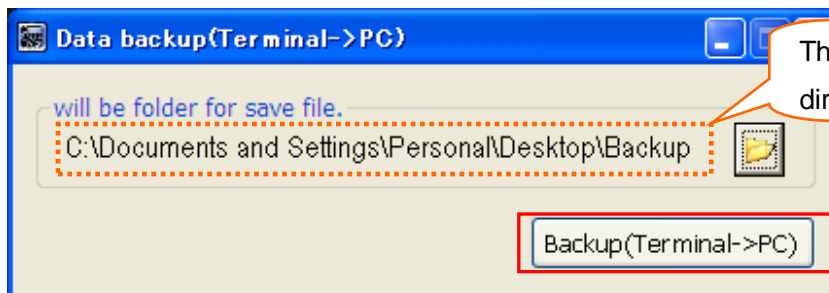 Data backup(Terminal->PC)
will be folder for save file.
C:\Documents and Settings\Personal\Desktop\Backup
Backup(Terminal->PC)